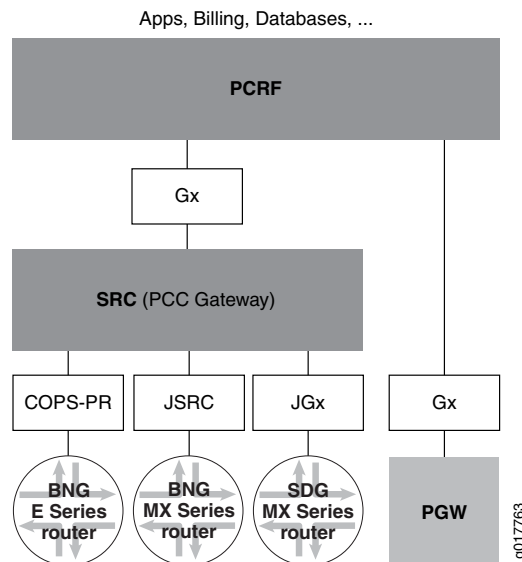 Apps, Billing, Databases, ...
PCRF
Gx
SRC (PCC Gateway)
COPS-PR
JSRC
JGx
Gx
BNG
E Series
router
BNG
MX Series
router
SDG
MX Series
router
PGW
g017763